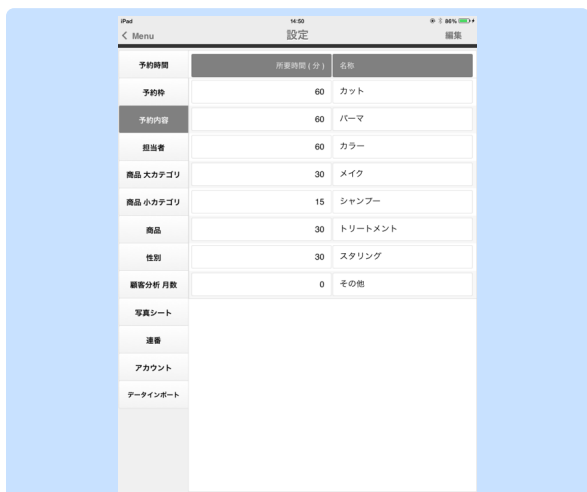 iPad 14:50 86%
Menu 設定 編集
予約時間
予約枠
予約内容
担当者
商品 大カテゴリ
商品 小カテゴリ
商品
性別
顧客分析 月数
写真シート
連番
アカウント
データインポート
所要時間 ( 分 ) 名称
60 カット
60 パーマ
60 カラー
30 メイク
15 シャンプー
30 トリートメント
30 スタリング
0 その他